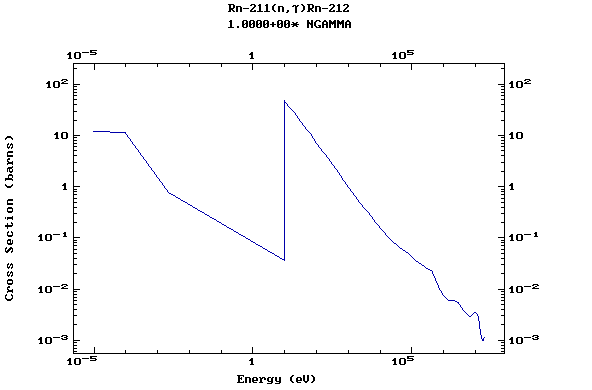 Rn-211(n,γ)Rn-212
1.0000+00* NGAMMA
10⁻⁵ 1 10⁵
10² 10²
10 10
1 1
10⁻¹ 10⁻¹
10⁻² 10⁻²
10⁻³ 10⁻³
10⁻⁵ 1 10⁵
Cross Section (barns)
Energy (eV)